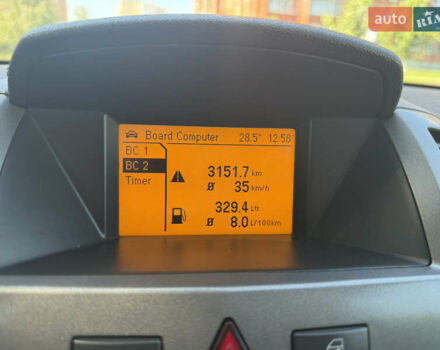 auto RIA
Board Computer 28.5° 12:58
BC 1
BC 2
Timer
3151.7 km
Ø 35 km/h
329.4 Ltr.
Ø 8.0 L/100km